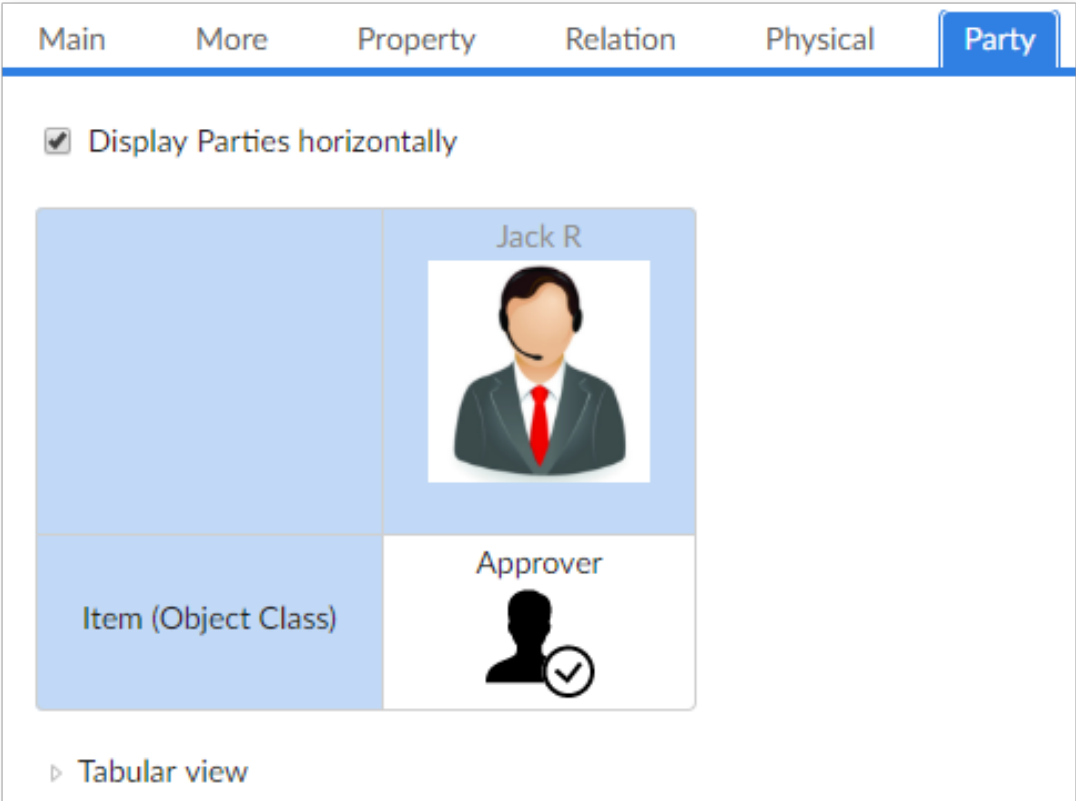 Main More Property Relation Physical Party
Display Parties horizontally
Jack R
Approver
Item (Object Class)
Tabular view